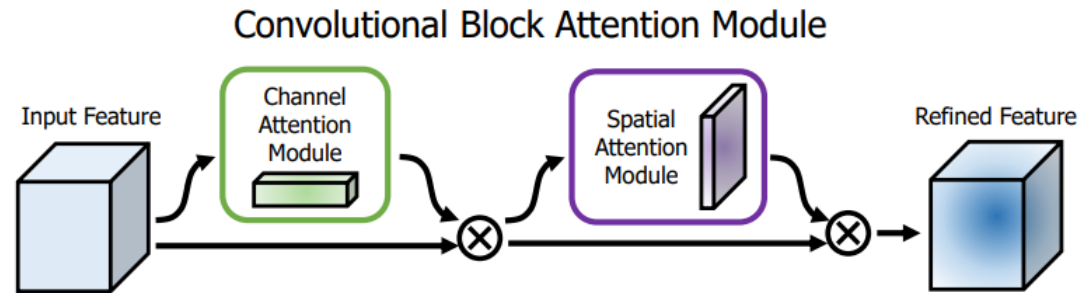 Convolutional Block Attention Module
Input Feature
Channel
Attention
Module
Spatial
Attention
Module
Refined Feature